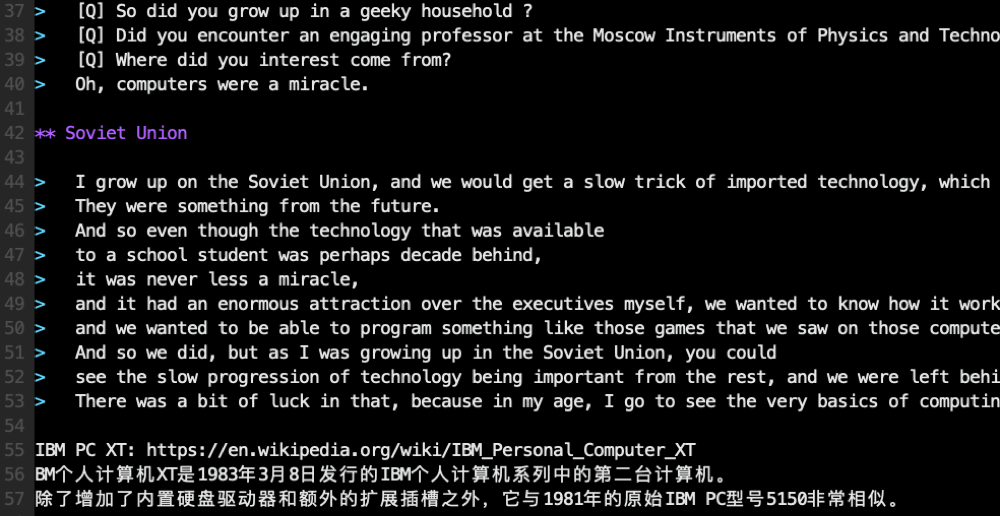 37 > [Q] So did you grow up in a geeky household ?
38 > [Q] Did you encounter an engaging professor at the Moscow Instruments of Physics and Techno
39 > [Q] Where did you interest come from?
40 > Oh, computers were a miracle.
41
42 ** Soviet Union
43
44 > I grow up on the Soviet Union, and we would get a slow trick of imported technology, which
45 > They were something from the future.
46 > And so even though the technology that was available
47 > to a school student was perhaps decade behind,
48 > it was never less a miracle,
49 > and it had an enormous attraction over the executives myself, we wanted to know how it work
50 > and we wanted to be able to program something like those games that we saw on those compute
51 > And so we did, but as I was growing up in the Soviet Union, you could
52 > see the slow progression of technology being important from the rest, and we were left behi
53 > There was a bit of luck in that, because in my age, I go to see the very basics of computin
54
55 IBM PC XT: https://en.wikipedia.org/wiki/IBM_Personal_Computer_XT
56 BM个人计算机XT是1983年3月8日发行的IBM个人计算机系列中的第二台计算机。
57 除了增加了内置硬盘驱动器和额外的扩展插槽之外，它与1981年的原始IBM PC型号5150非常相似。